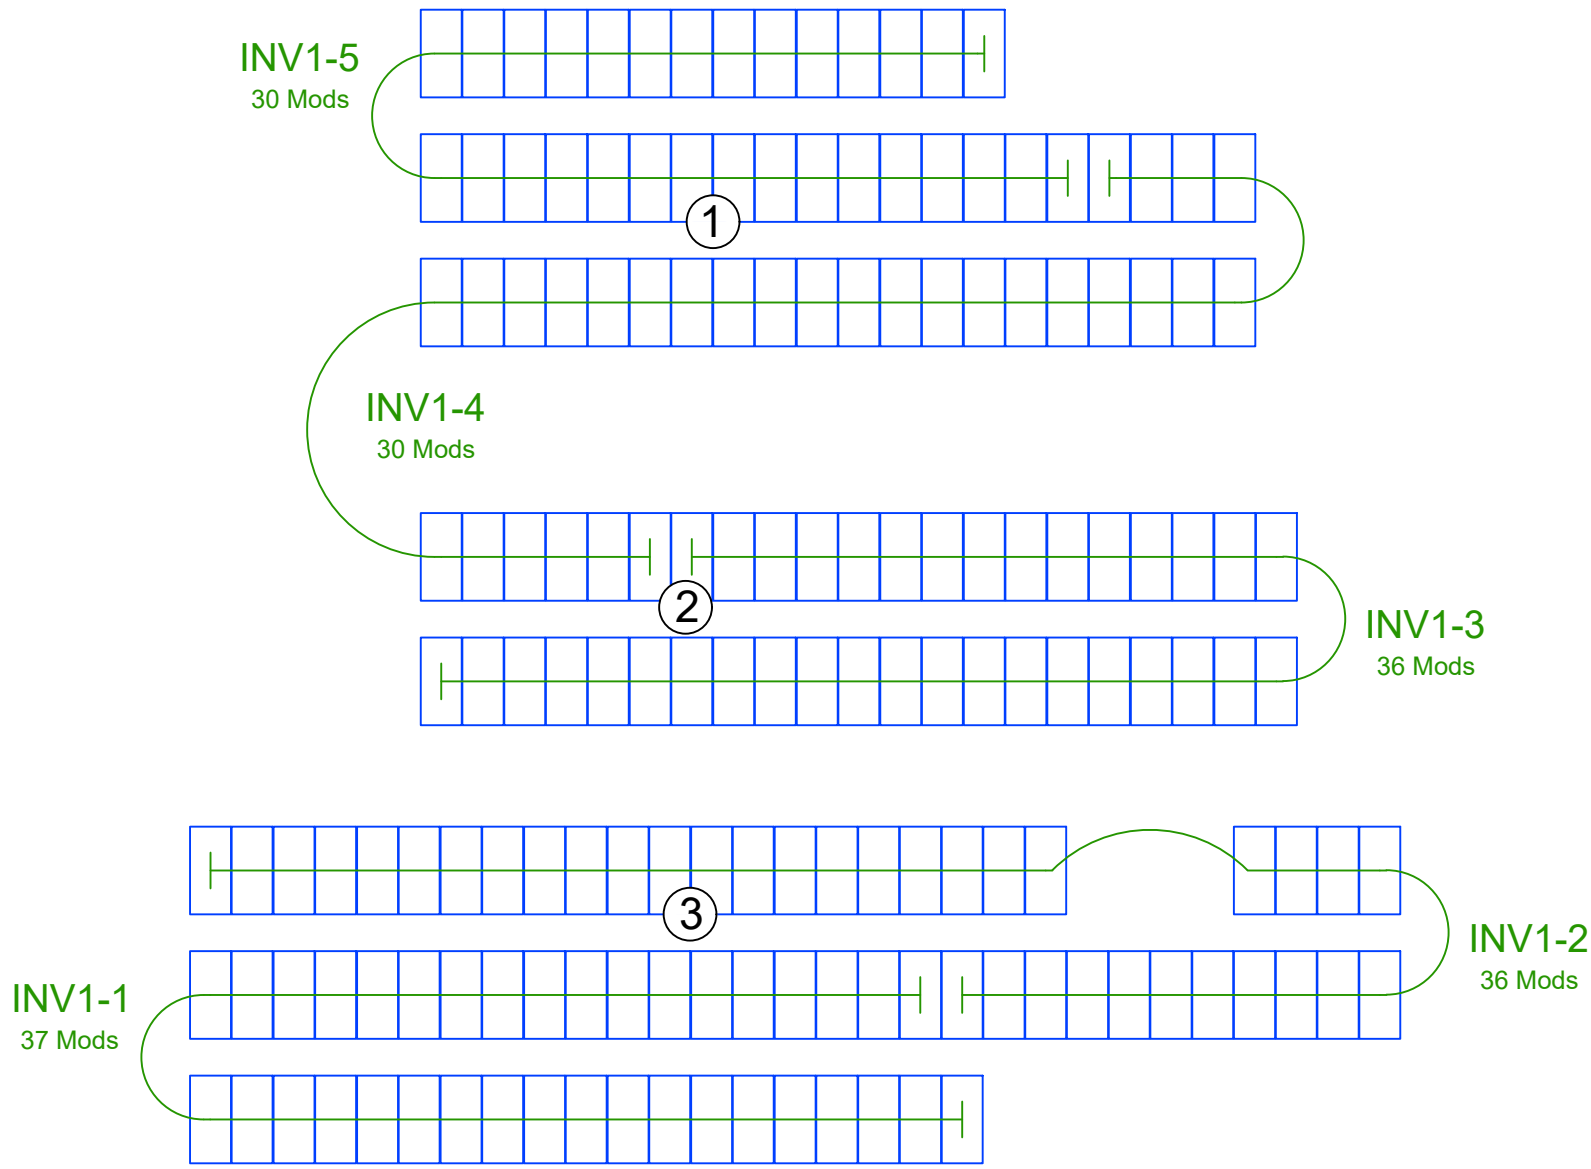 INV1-5
30 Mods
1
INV1-4
30 Mods
2
INV1-3
36 Mods
3
INV1-2
36 Mods
INV1-1
37 Mods